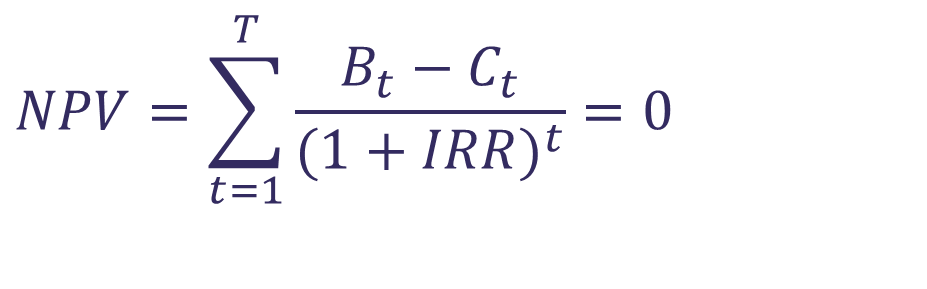 NPV = \sum_{t=1}^{T} \frac{B_t - C_t}{(1 + IRR)^t} = 0